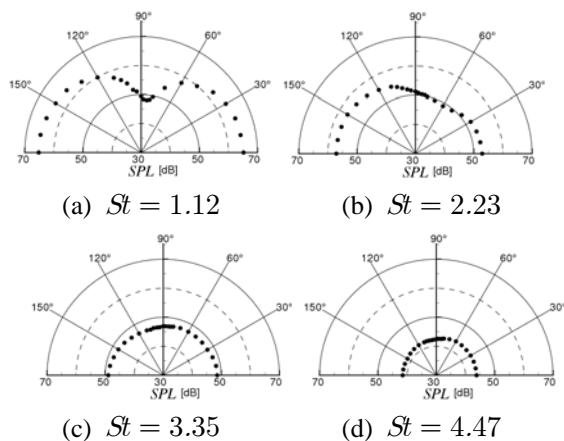 90°
120° 60°
150° 30°
70 50 30 50 70
SPL [dB]
(a) St = 1.12
90°
120° 60°
150° 30°
70 50 30 50 70
SPL [dB]
(b) St = 2.23
90°
120° 60°
150° 30°
70 50 30 50 70
SPL [dB]
(c) St = 3.35
90°
120° 60°
150° 30°
70 50 30 50 70
SPL [dB]
(d) St = 4.47